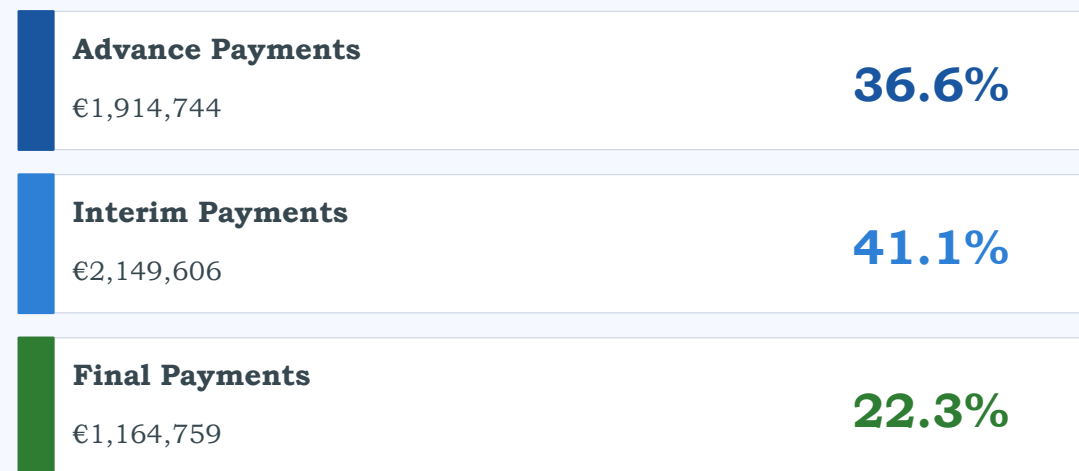 Advance Payments
€1,914,744
36.6%
Interim Payments
€2,149,606
41.1%
Final Payments
€1,164,759
22.3%